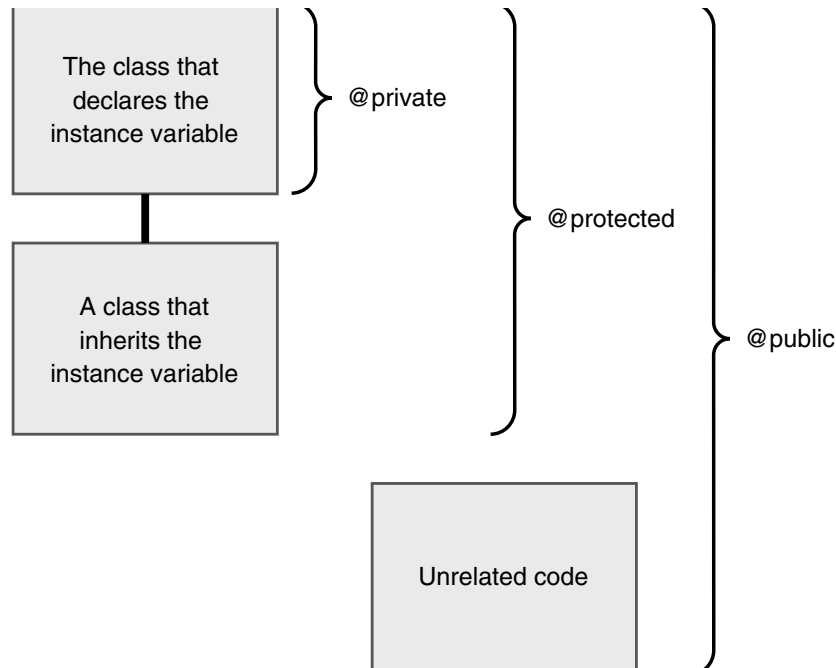 The class that
declares the
instance variable
@private
@protected
A class that
inherits the
instance variable
@public
Unrelated code